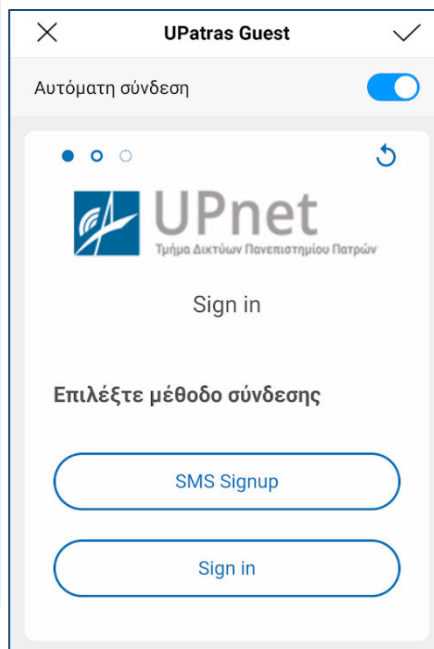 UPatras Guest
Αυτόματη σύνδεση
UPnet
Τμήμα Δικτύων Πανεπιστημίου Πατρών
Sign in
Επιλέξτε μέθοδο σύνδεσης
SMS Signup
Sign in